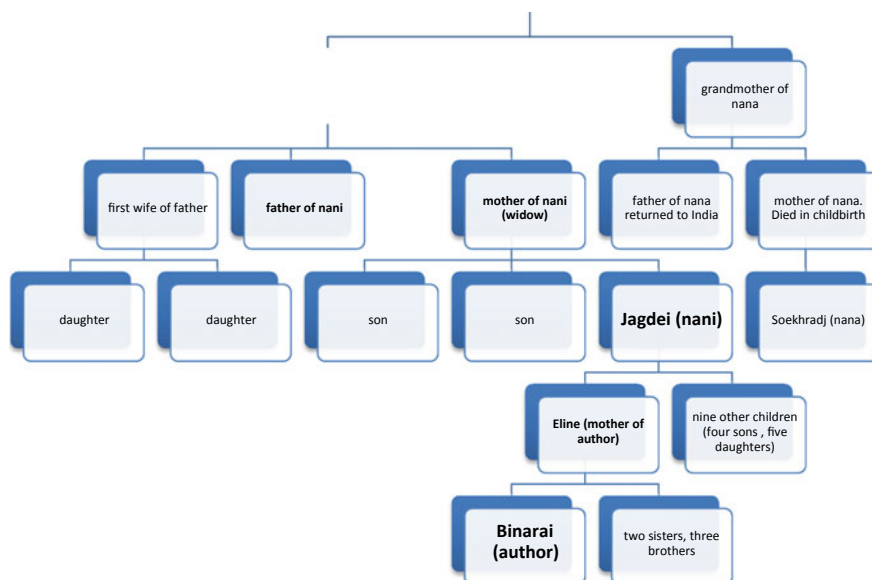 grandmother of
nana
first wife of father
father of nani
mother of nani
(widow)
father of nana
returned to India
mother of nana.
Died in childbirth
daughter
daughter
son
son
Jagdei (nani)
Soekhradj (nana)
Eline (mother of
author)
nine other children
(four sons , five
daughters)
Binarai
(author)
two sisters, three
brothers